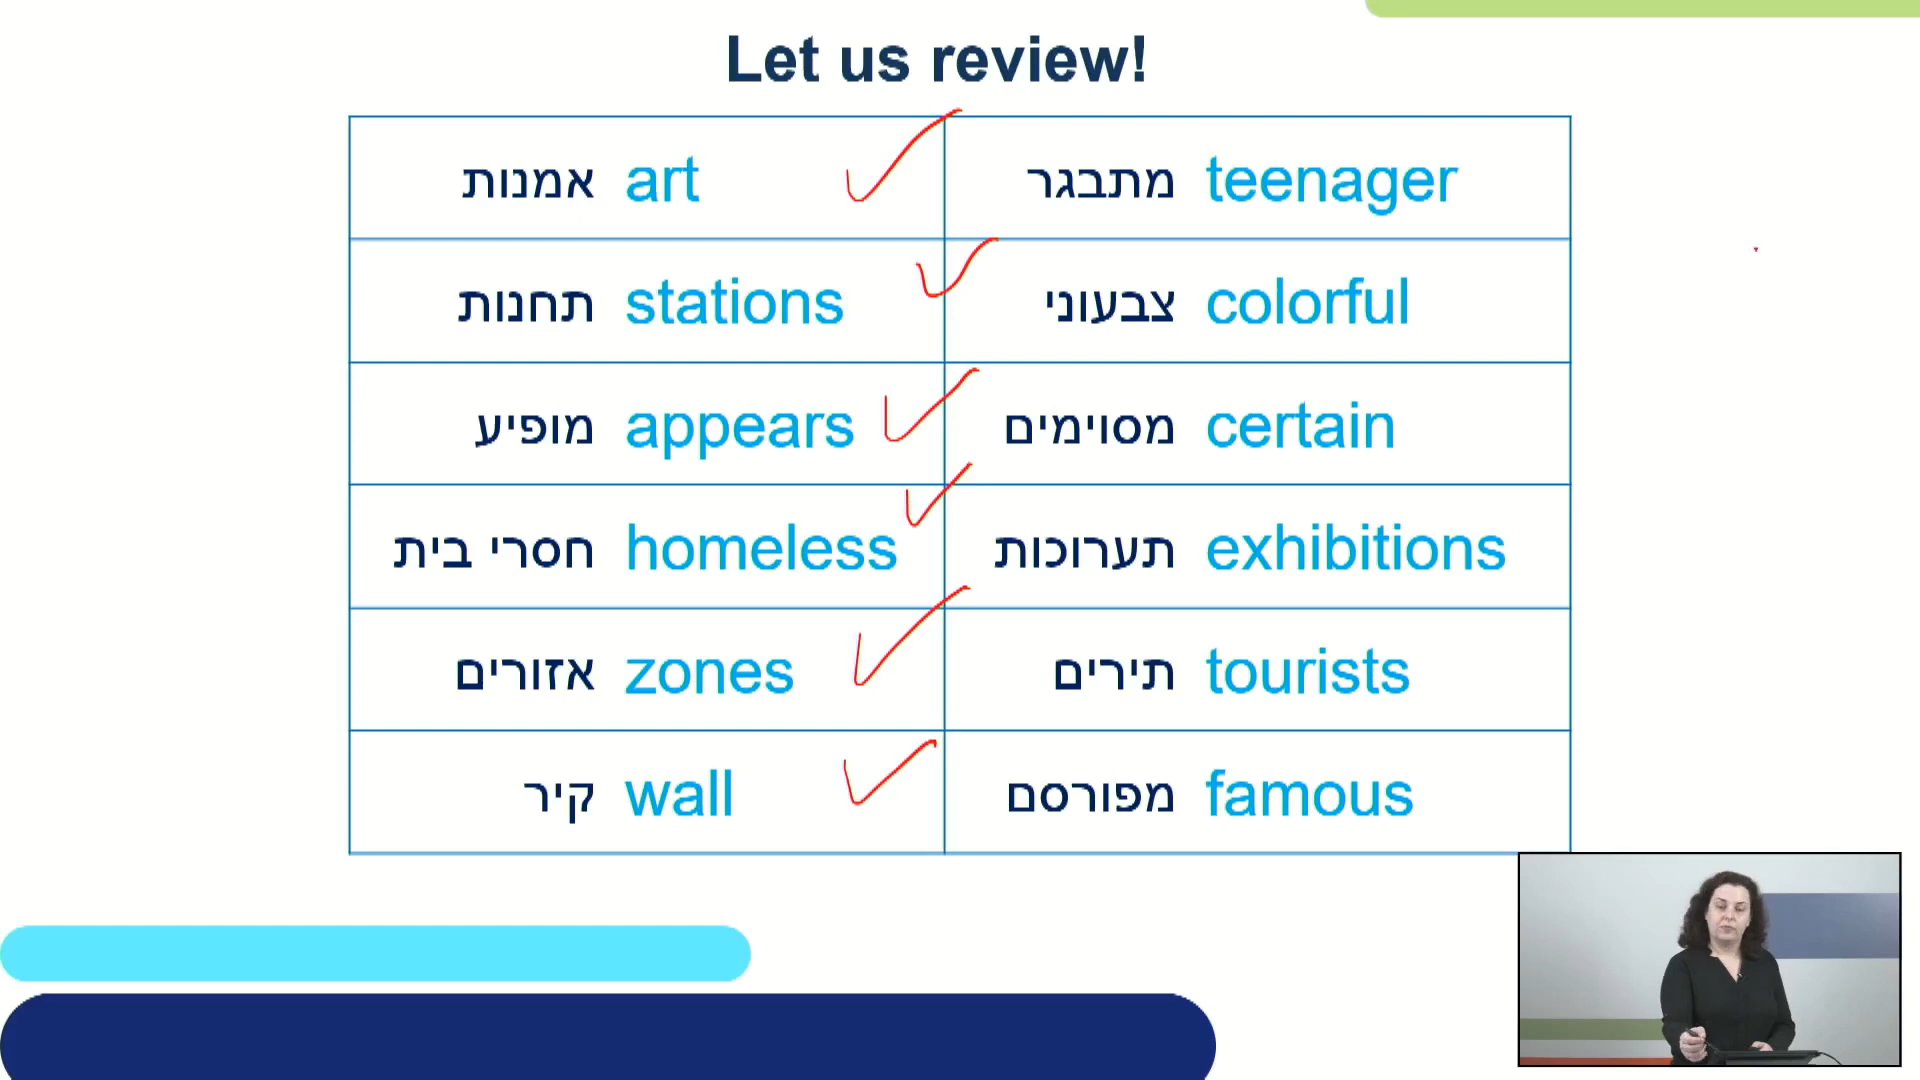 Let us review!
art אמנות
teenager מתבגר
stations תחנות
colorful צבעוני
appears מופיע
certain מסוימים
homeless חסרי בית
exhibitions תערוכות
zones אזורים
tourists תירים
wall קיר
famous מפורסם